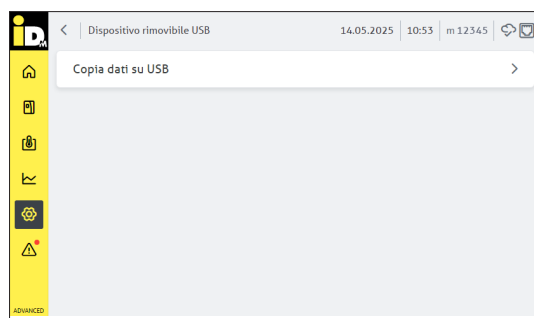 iDM
Dispositivo rimovibile USB 14.05.2025 10:53 m 12345
Copia dati su USB
ADVANCED